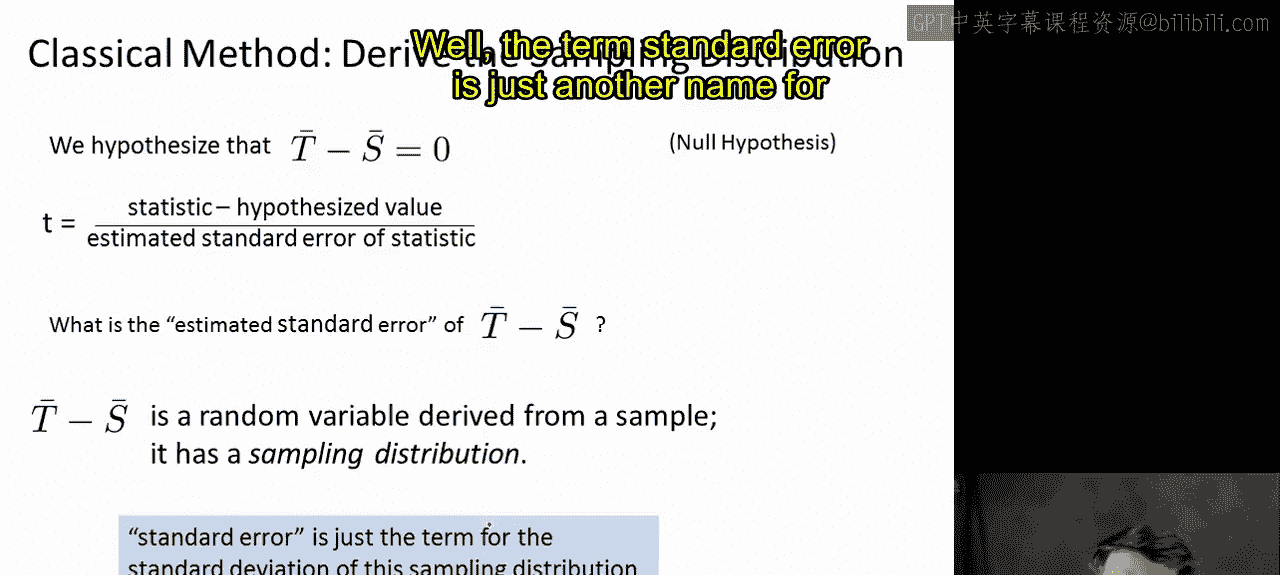 GPT中英字幕课程资源@bilibili.com
Well, the term standard error
is just another name for
Classical Method: Derive the Sampling Distribution
We hypothesize that T̄ − S̄ = 0 (Null Hypothesis)
t = statistic – hypothesized value
estimated standard error of statistic
What is the “estimated standard error” of T̄ − S̄ ?
T̄ − S̄ is a random variable derived from a sample;
it has a sampling distribution.
“standard error” is just the term for the
standard deviation of this sampling distribution